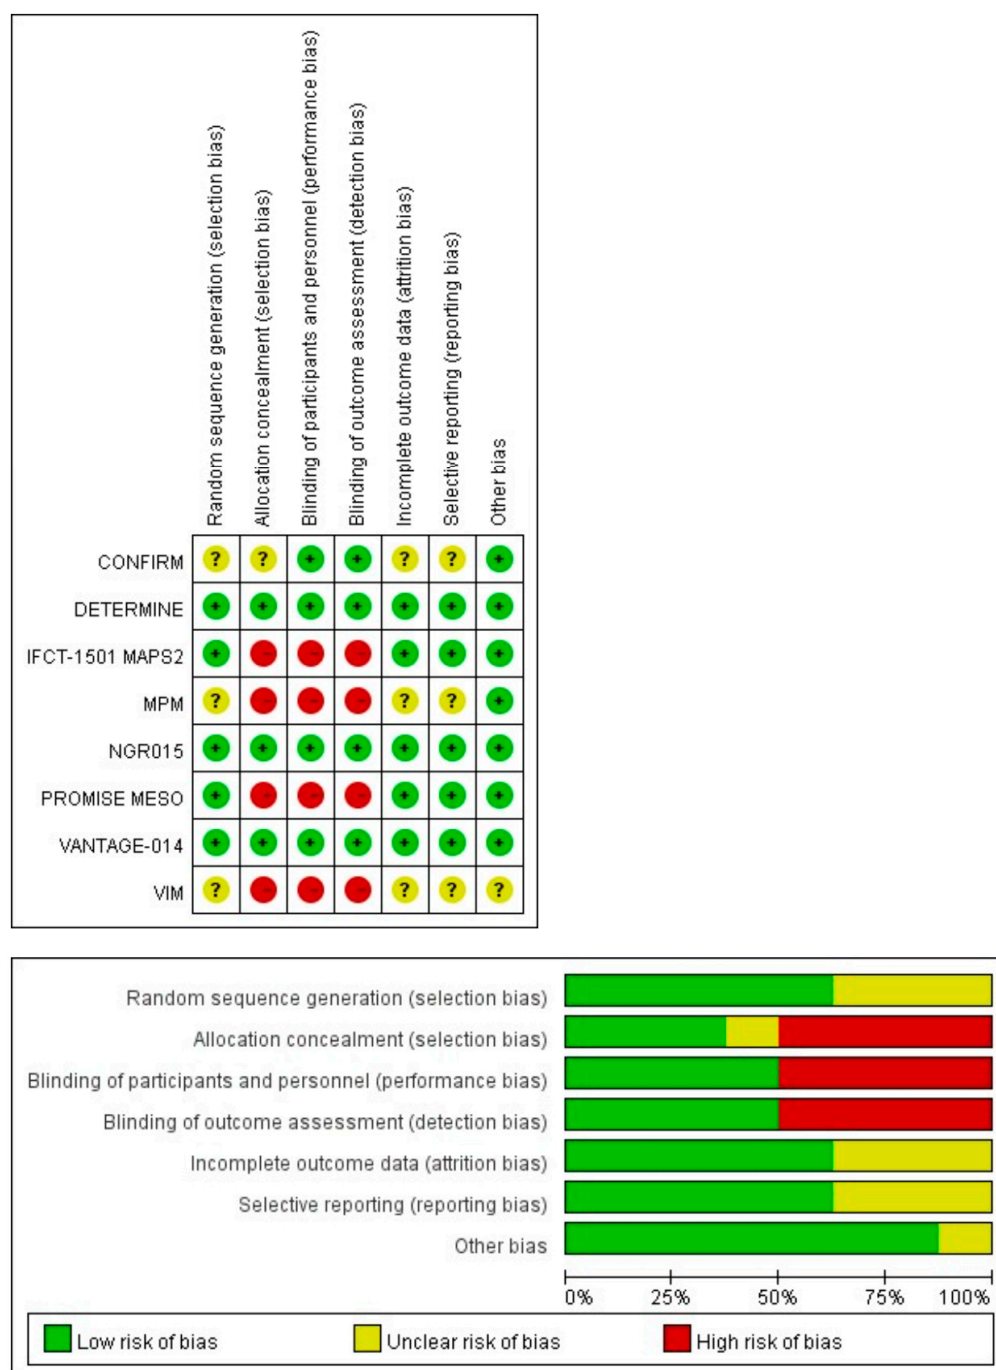 Random sequence generation (selection bias)
Allocation concealment (selection bias)
Blinding of participants and personnel (performance bias)
Blinding of outcome assessment (detection bias)
Incomplete outcome data (attrition bias)
Selective reporting (reporting bias)
Other bias
CONFIRM ? ? + + ? ? +
DETERMINE + + + + + + +
IFCT-1501 MAPS2 + - - - + + +
MPM ? - - - ? ? +
NGR015 + + + + + + +
PROMISE MESO + - - - + + +
VANTAGE-014 + + + + + + +
VIM ? - - - ? ? ?
Random sequence generation (selection bias)
Allocation concealment (selection bias)
Blinding of participants and personnel (performance bias)
Blinding of outcome assessment (detection bias)
Incomplete outcome data (attrition bias)
Selective reporting (reporting bias)
Other bias
0% 25% 50% 75% 100%
Low risk of bias Unclear risk of bias High risk of bias